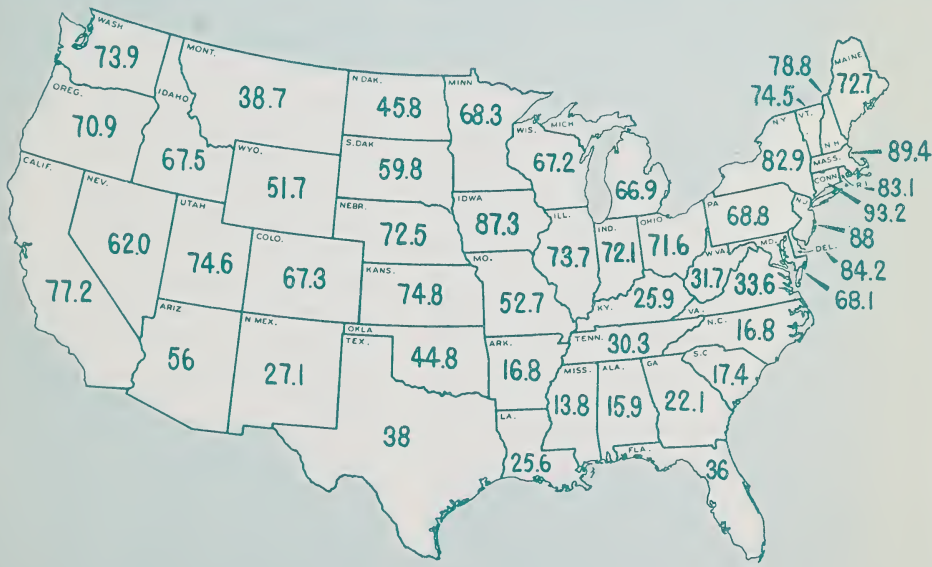 WASH
73.9
OREG.
70.9
CALIF.
77.2
NEV.
62.0
IDAHO
67.5
MONT.
38.7
WYO.
51.7
UTAH
74.6
COLO.
67.3
ARIZ
56
N MEX.
27.1
N DAK.
45.8
S.DAK
59.8
NEBR.
72.5
KANS.
74.8
OKLA
44.8
TEX.
38
MINN
68.3
IOWA
87.3
MO.
52.7
ARK.
16.8
LA.
25.6
WIS.
67.2
MICH
66.9
ILL.
73.7
IND.
72.1
OHIO
71.6
KY.
25.9
TENN.
30.3
MISS.
13.8
ALA.
15.9
GA
22.1
FLA.
36
S.C
17.4
N.C.
16.8
VA.
33.6
W VA.
31.7
PA
68.8
NY
82.9
VT.
74.5
78.8
N H
MAINE
72.7
MASS.
89.4
R I.
83.1
CONN
93.2
N J
88
DEL.
84.2
MD.
68.1